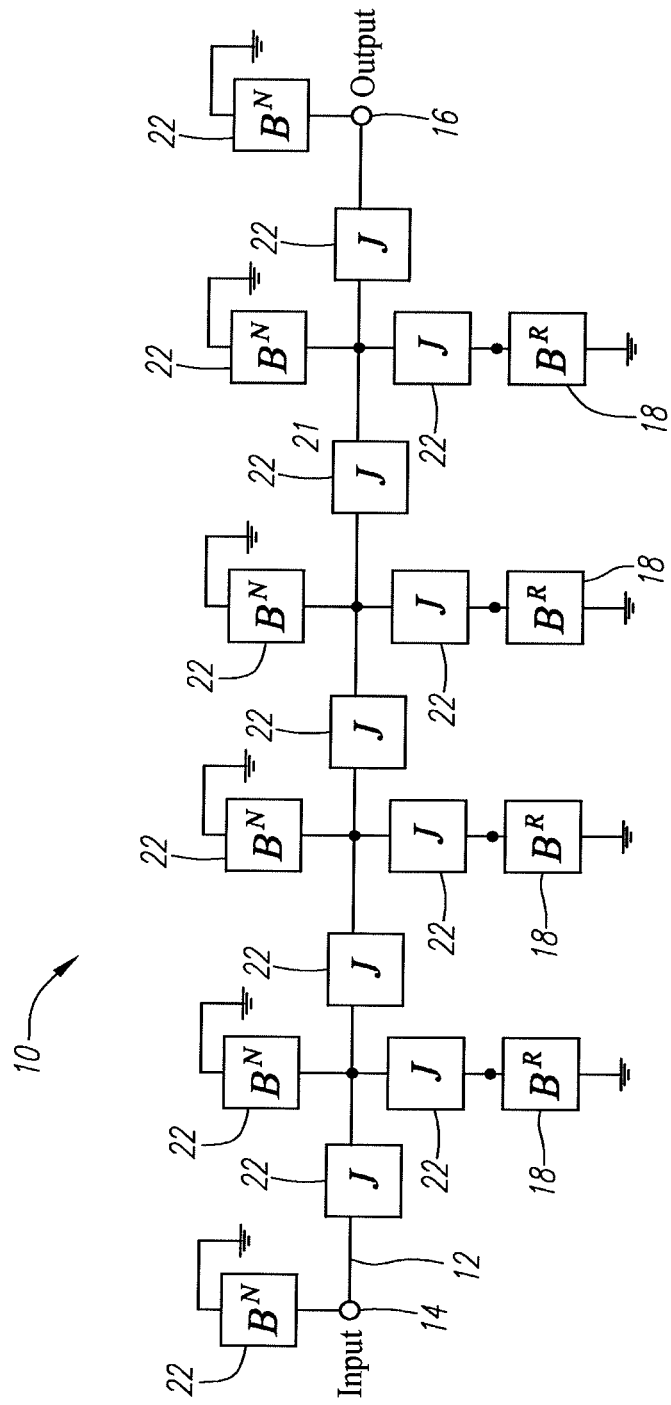 10
22 22 22 22 22 22
B^N B^N B^N B^N B^N B^N
22 22 22 22 21 22
J J J J J
Input Output
14 12 16
J J J J
22 22 22 22
B^R B^R B^R B^R
18 18 18 18